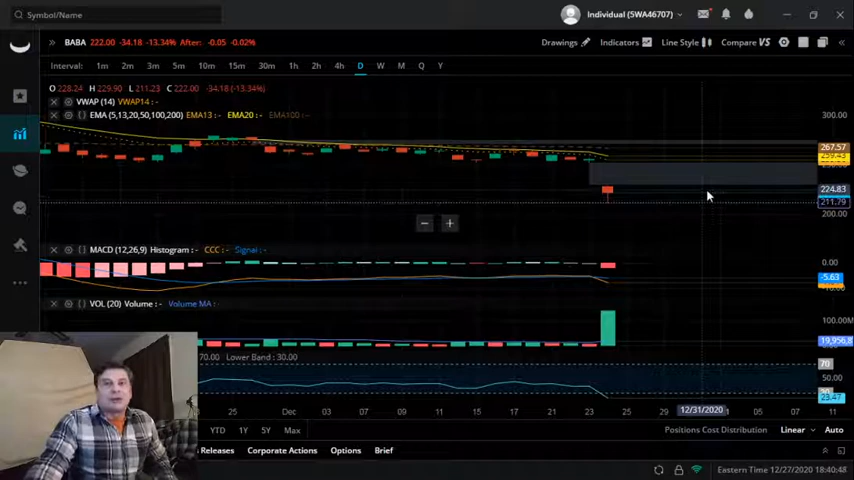 Symbol/Name
Individual (5WA46707)
BABA 222.00 -34.18 -13.34% After: -0.05 -0.02%
Drawings Indicators Line Style Compare VS
Interval: 1m 2m 5m 15m 30m 1h 2h 4h D W M Q Y
O 228.24 H 229.90 L 211.23 C 222.00 -34.18 (-13.34%)
VWAP (14) VWAP14 : -
EMA (5,13,20,50,100,200) EMA13 : - EMA20 : - EMA100 : -
300.00
267.57
259.43
224.83
211.79
200.00
MACD (12,26,9) Histogram : - CCC : - Signal : -
0.00
-5.63
VOL (20) Volume : - Volume MA : -
100.00M
19,956,8
70.00 Lower Band : 30.00
70
50.00
23.47
25 Dec 03 07 09 11 15 17 21 23 25 29 12/31/2020 1 05 07 11
YTD 1Y 5Y Max
Positions Cost Distribution Linear Auto
Releases Corporate Actions Options Brief
Eastern Time 12/27/2020 18:40:48